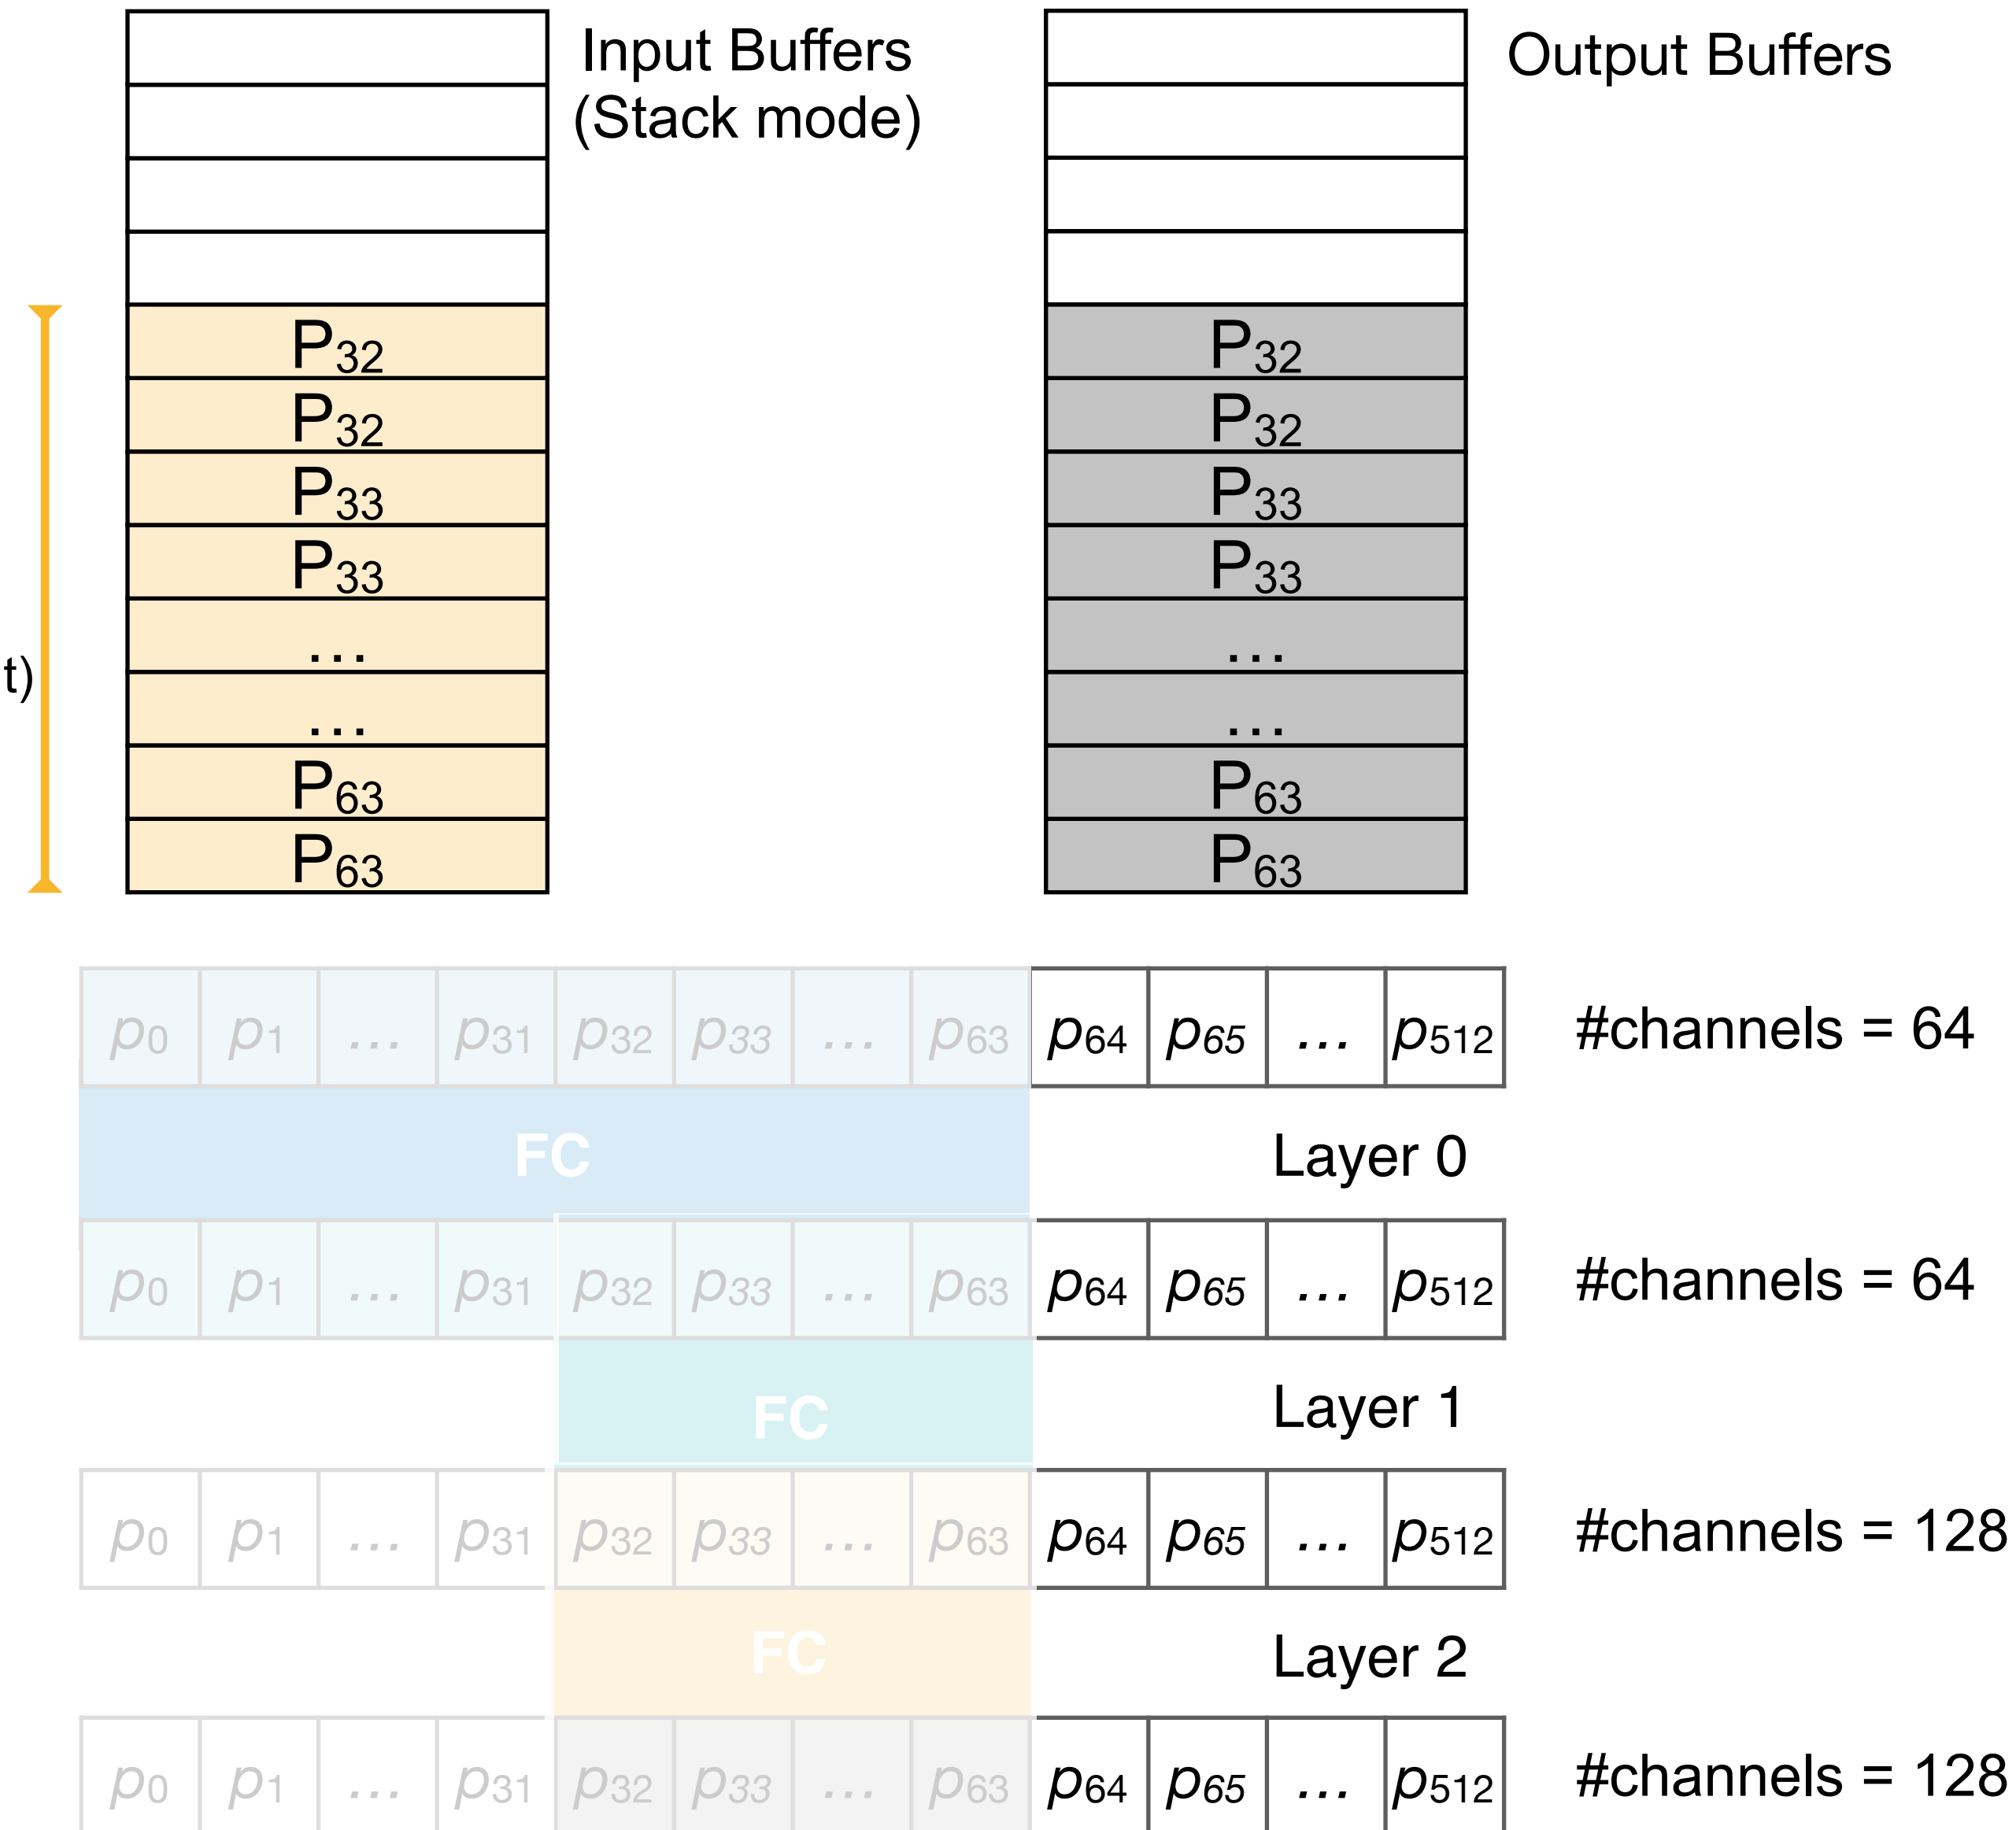 Input Buffers
(Stack mode)
Output Buffers
P32 P32
P32 P32
P33 P33
P33 P33
... ...
t)
... ...
P63 P63
P63 P63
p0 p1 ... p31 p32 p33 ... p63 p64 p65 ... p512 #channels = 64
FC Layer 0
p0 p1 ... p31 p32 p33 ... p63 p64 p65 ... p512 #channels = 64
FC Layer 1
p0 p1 ... p31 p32 p33 ... p63 p64 p65 ... p512 #channels = 128
FC Layer 2
p0 p1 ... p31 p32 p33 ... p63 p64 p65 ... p512 #channels = 128